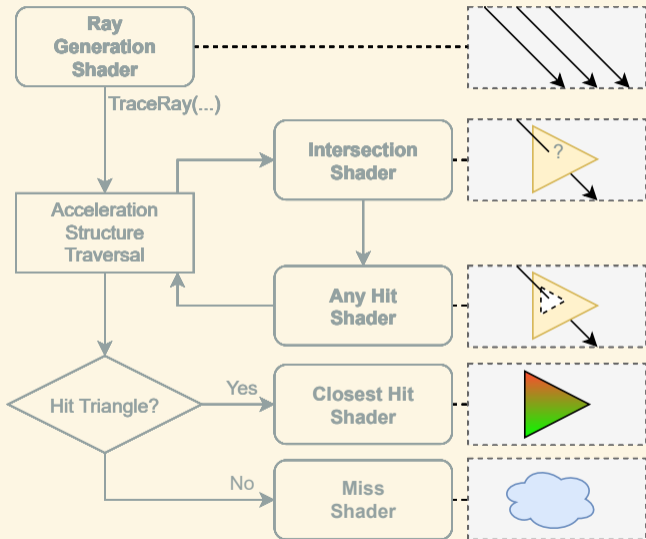 Ray
Generation
Shader
TraceRay(...)
Intersection
Shader
?
Acceleration
Structure
Traversal
Any Hit
Shader
Hit Triangle?
Yes
Closest Hit
Shader
No
Miss
Shader